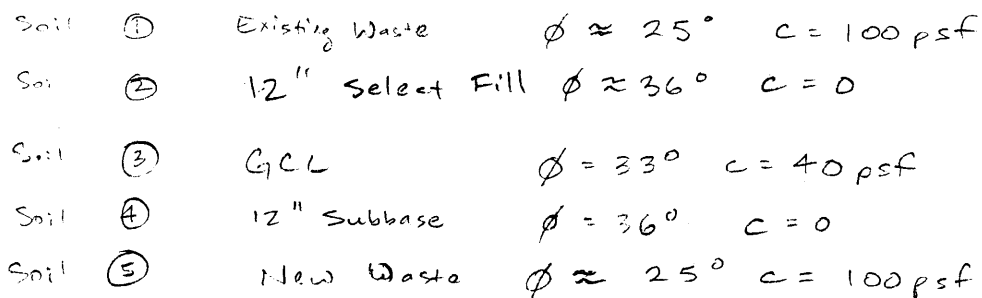 Soil ① Existing Waste φ ≈ 25° c = 100 psf
Soi ② 12" Select Fill φ ≈ 36° c = 0
Soil ③ GCL φ = 33° c = 40 psf
Soil ④ 12" Subbase φ = 36° c = 0
Soil ⑤ New Waste φ ≈ 25° c = 100 psf